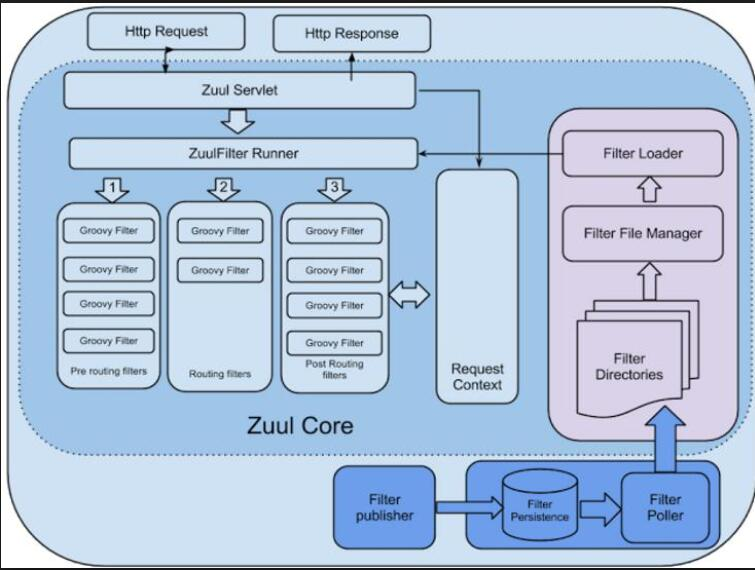 Http Request
Http Response
Zuul Servlet
ZuulFilter Runner
Filter Loader
1
2
3
Groovy Filter
Groovy Filter
Groovy Filter
Groovy Filter
Pre routing filters
Groovy Filter
Groovy Filter
Routing filters
Groovy Filter
Groovy Filter
Groovy Filter
Groovy Filter
Post Routing
filters
Request
Context
Filter File Manager
Filter
Directories
Zuul Core
Filter
publisher
Filter
Persistence
Filter
Poller